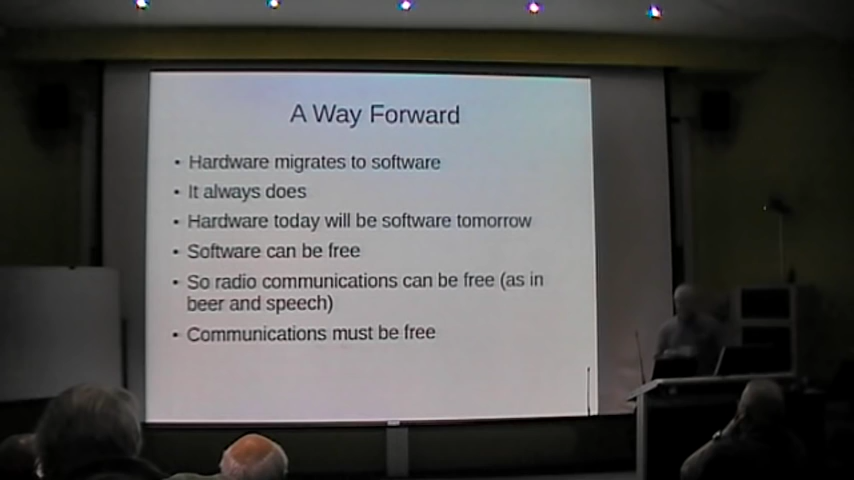 A Way Forward
• Hardware migrates to software
• It always does
• Hardware today will be software tomorrow
• Software can be free
• So radio communications can be free (as in
beer and speech)
• Communications must be free